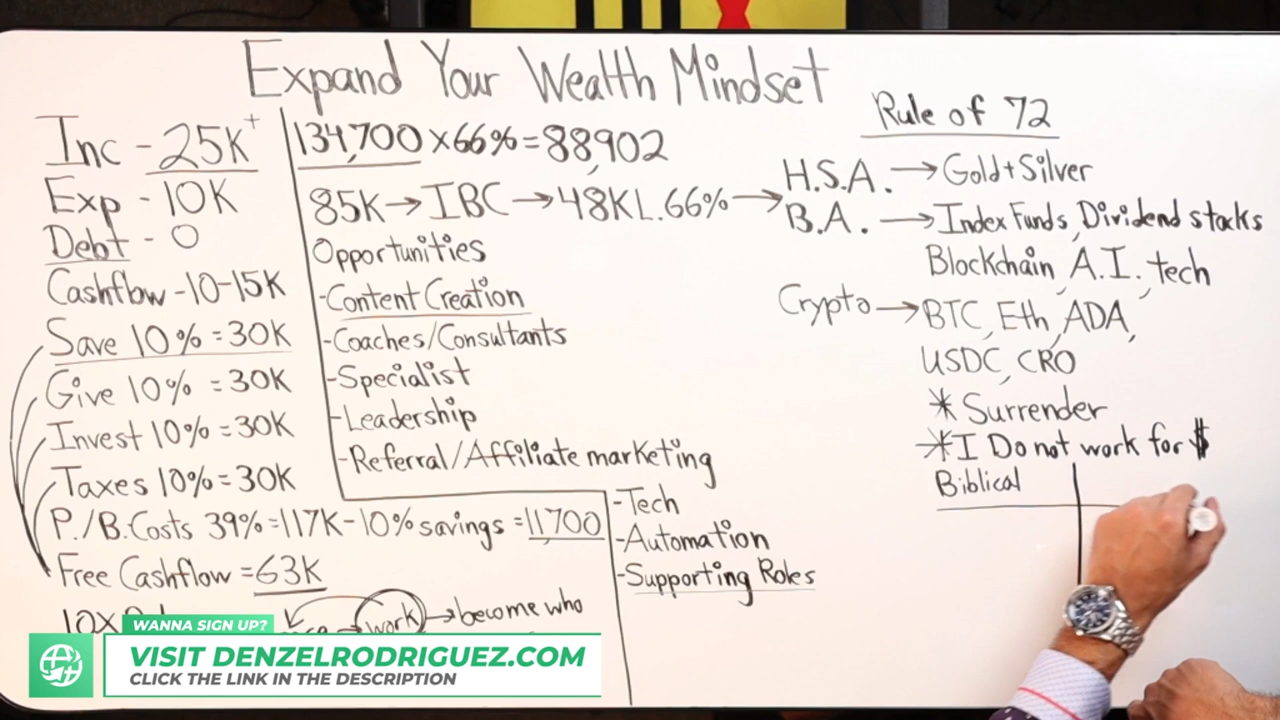 Expand Your Wealth Mindset
Inc - 25K+
Exp - 10K
Debt - 0
Cashflow - 10-15K
Save 10% = 30K
Give 10% = 30K
Invest 10% = 30K
Taxes 10% = 30K
P./B. Costs 39% = 117K - 10% savings = 11,700
Free Cashflow = 63K
10X
work → become who
134,700 x 66% = 88,902
85K → IBC → 48K L. 66% →
Opportunities
- Content Creation
- Coaches/Consultants
- Specialist
- Leadership
- Referral/Affiliate marketing
- Tech
- Automation
- Supporting Roles
Rule of 72
H.S.A. → Gold + Silver
B.A. → Index Funds, Dividend stocks
Blockchain, A.I., tech
Crypto → BTC, Eth, ADA,
USDC, CRO
* Surrender
* I Do not work for $
Biblical
WANNA SIGN UP?
VISIT DENZELRODRIGUEZ.COM
CLICK THE LINK IN THE DESCRIPTION